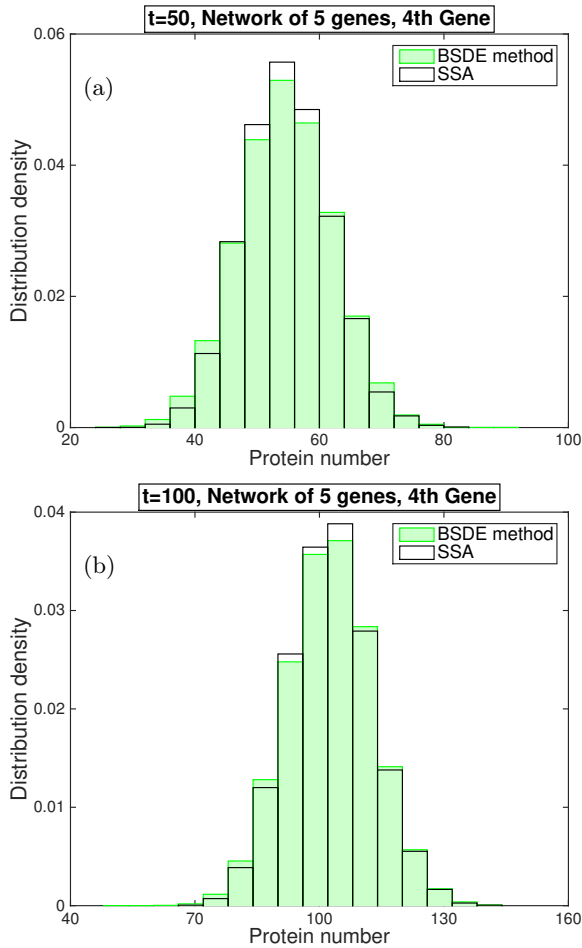 t=50, Network of 5 genes, 4th Gene
0.06
BSDE method
SSA
(a)
0.04
Distribution density
0.02
0
20 40 60 80 100
Protein number
t=100, Network of 5 genes, 4th Gene
0.04
BSDE method
SSA
(b)
0.03
Distribution density
0.02
0.01
0
40 70 100 130 160
Protein number